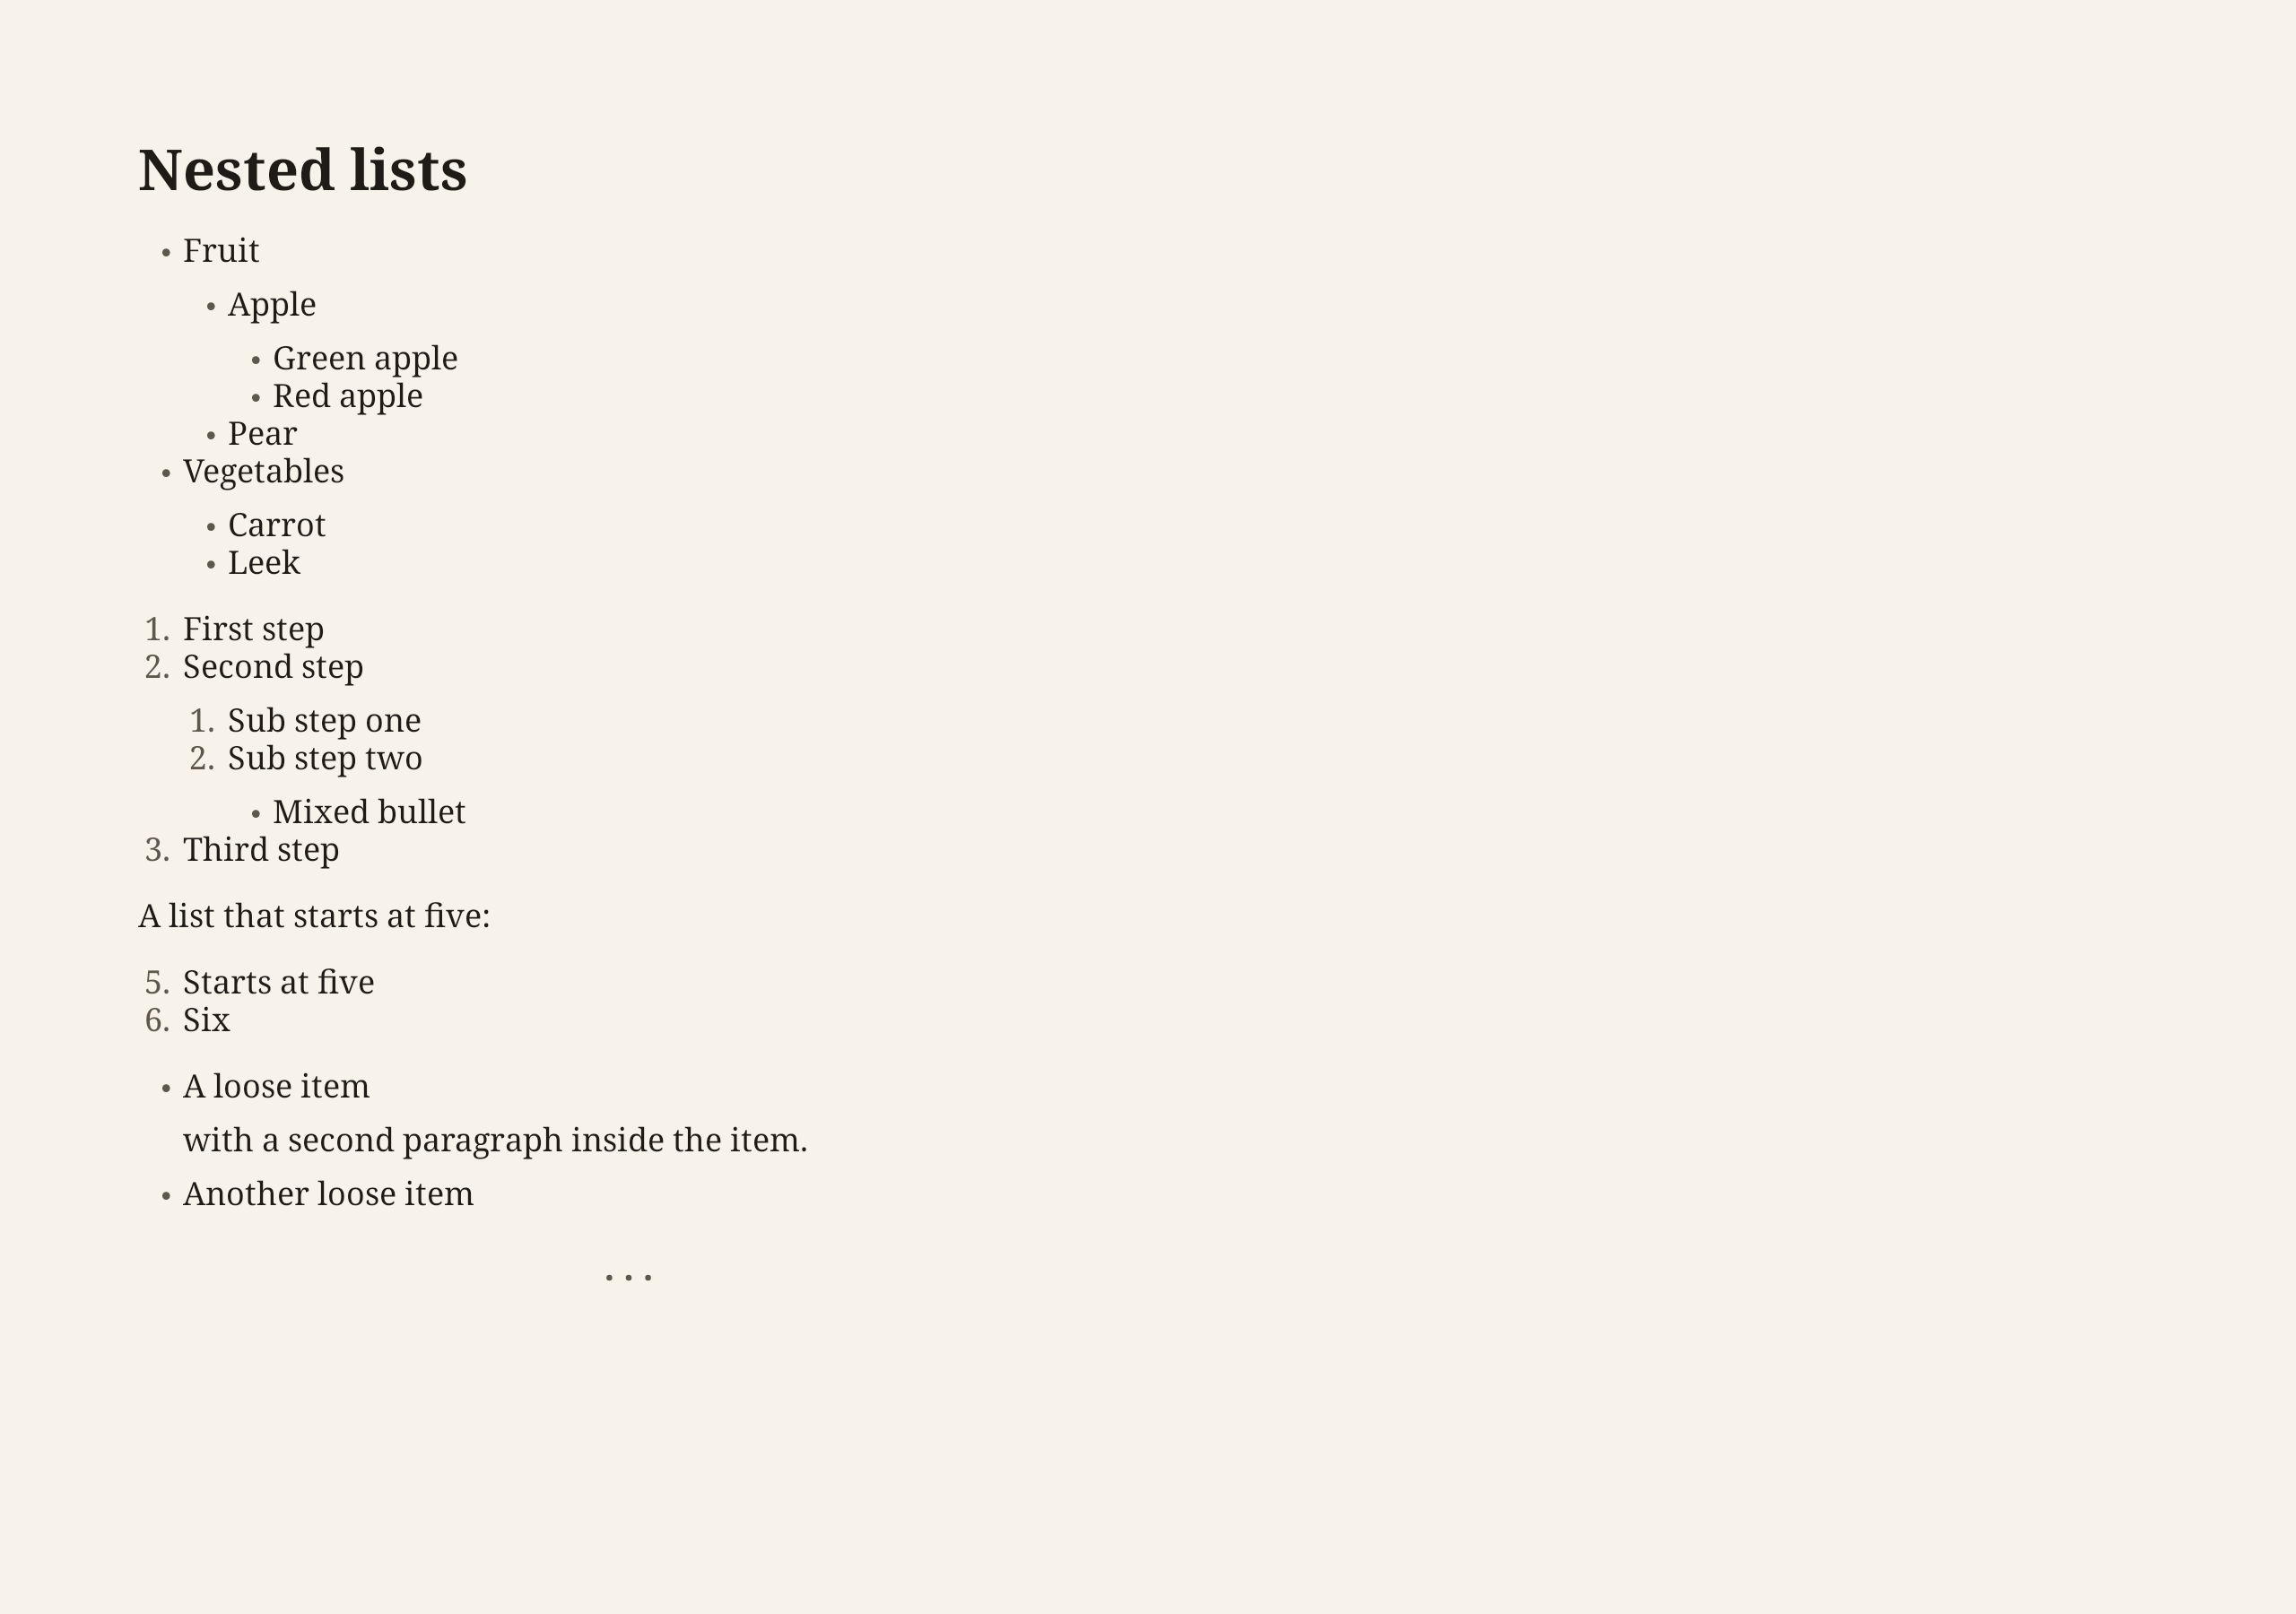 Nested lists
• Fruit
• Apple
• Green apple
• Red apple
• Pear
• Vegetables
• Carrot
• Leek
1. First step
2. Second step
1. Sub step one
2. Sub step two
• Mixed bullet
3. Third step
A list that starts at five:
5. Starts at five
6. Six
• A loose item
with a second paragraph inside the item.
• Another loose item
. . .